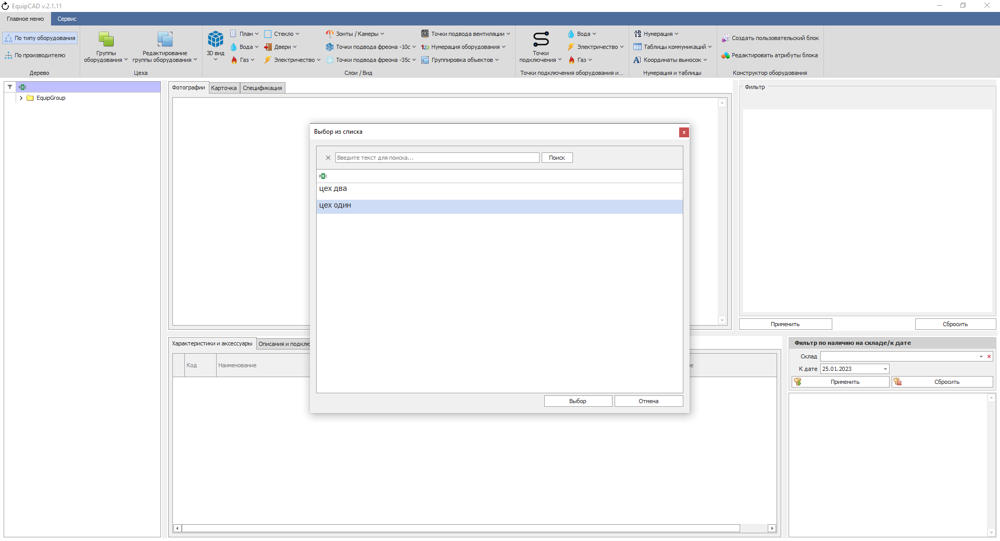 EquipCAD v.2.1.11
Главное меню Сервис
По типу оборудования
По производителю
Дерево
Группы оборудования
Редактирование группы оборудования
Цеха
3D вид
План
Вода
Газ
Стекло
Двери
Электричество
Зонты / Камеры
Точки подвода фреона -10с
Точки подвода фреона -35с
Точки подвода вентиляции
123 Нумерация оборудования
Группировка объектов
Слои / Вид
Точки подключения
Вода
Электричество
Газ
Точки подключения оборудования и...
AB 12 Нумерация
Таблицы коммуникаций
Координаты выносок
Нумерация и таблицы
Создать пользовательский блок
Редактировать атрибуты блока
Конструктор оборудования
ABC
EquipGroup
Фотографии Карточка Спецификация
Фильтр
Применить Сбросить
Выбор из списка
Введите текст для поиска... Поиск
ABC
цех два
цех один
Выбор Отмена
Характеристики и аксессуары Описания и подклю
Код Наименование
Фильтр по наличию на складе/к дате
Склад
К дате 25.01.2023
Применить Сбросить